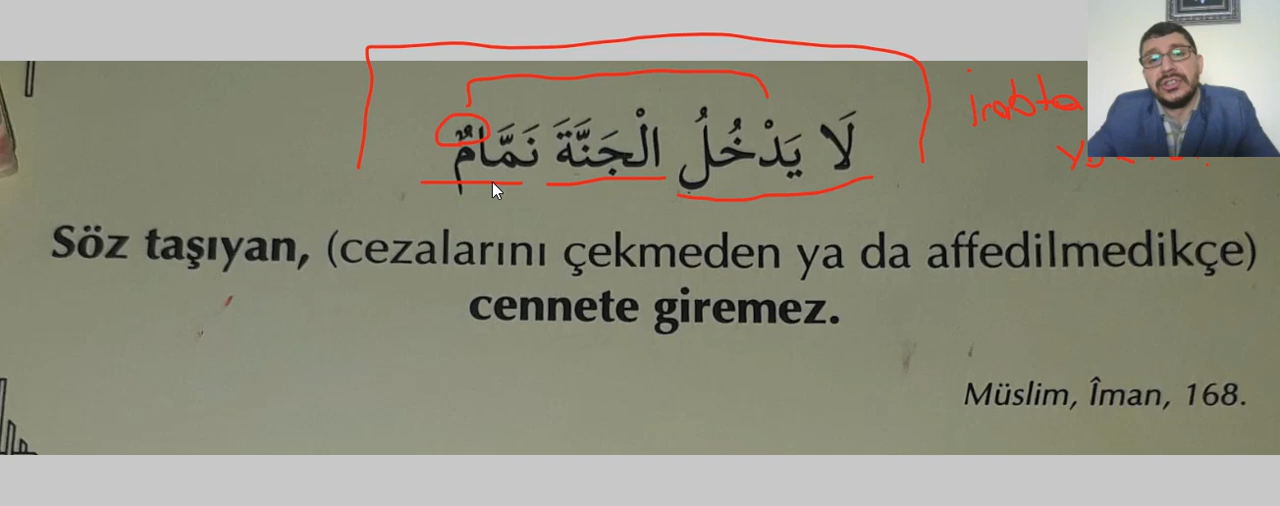 لَا يَدْخُلُ الْجَنَّةَ نَمَّامٌ
irabta
Söz taşıyan, (cezalarını çekmeden ya da affedilmedikçe)
cennete giremez.
Müslim, Îman, 168.